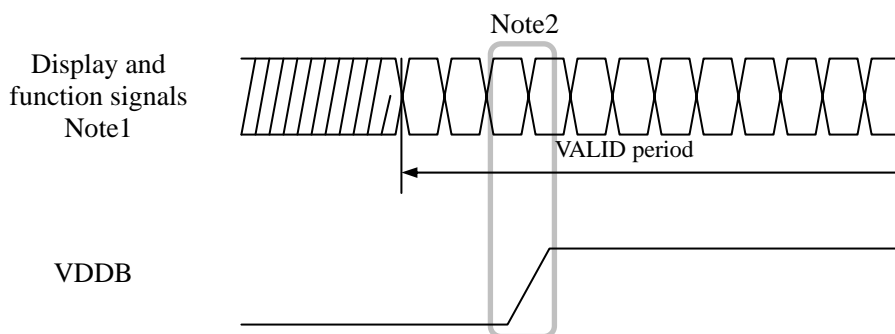 Note2
Display and
function signals
Note1
VALID period
VDDB